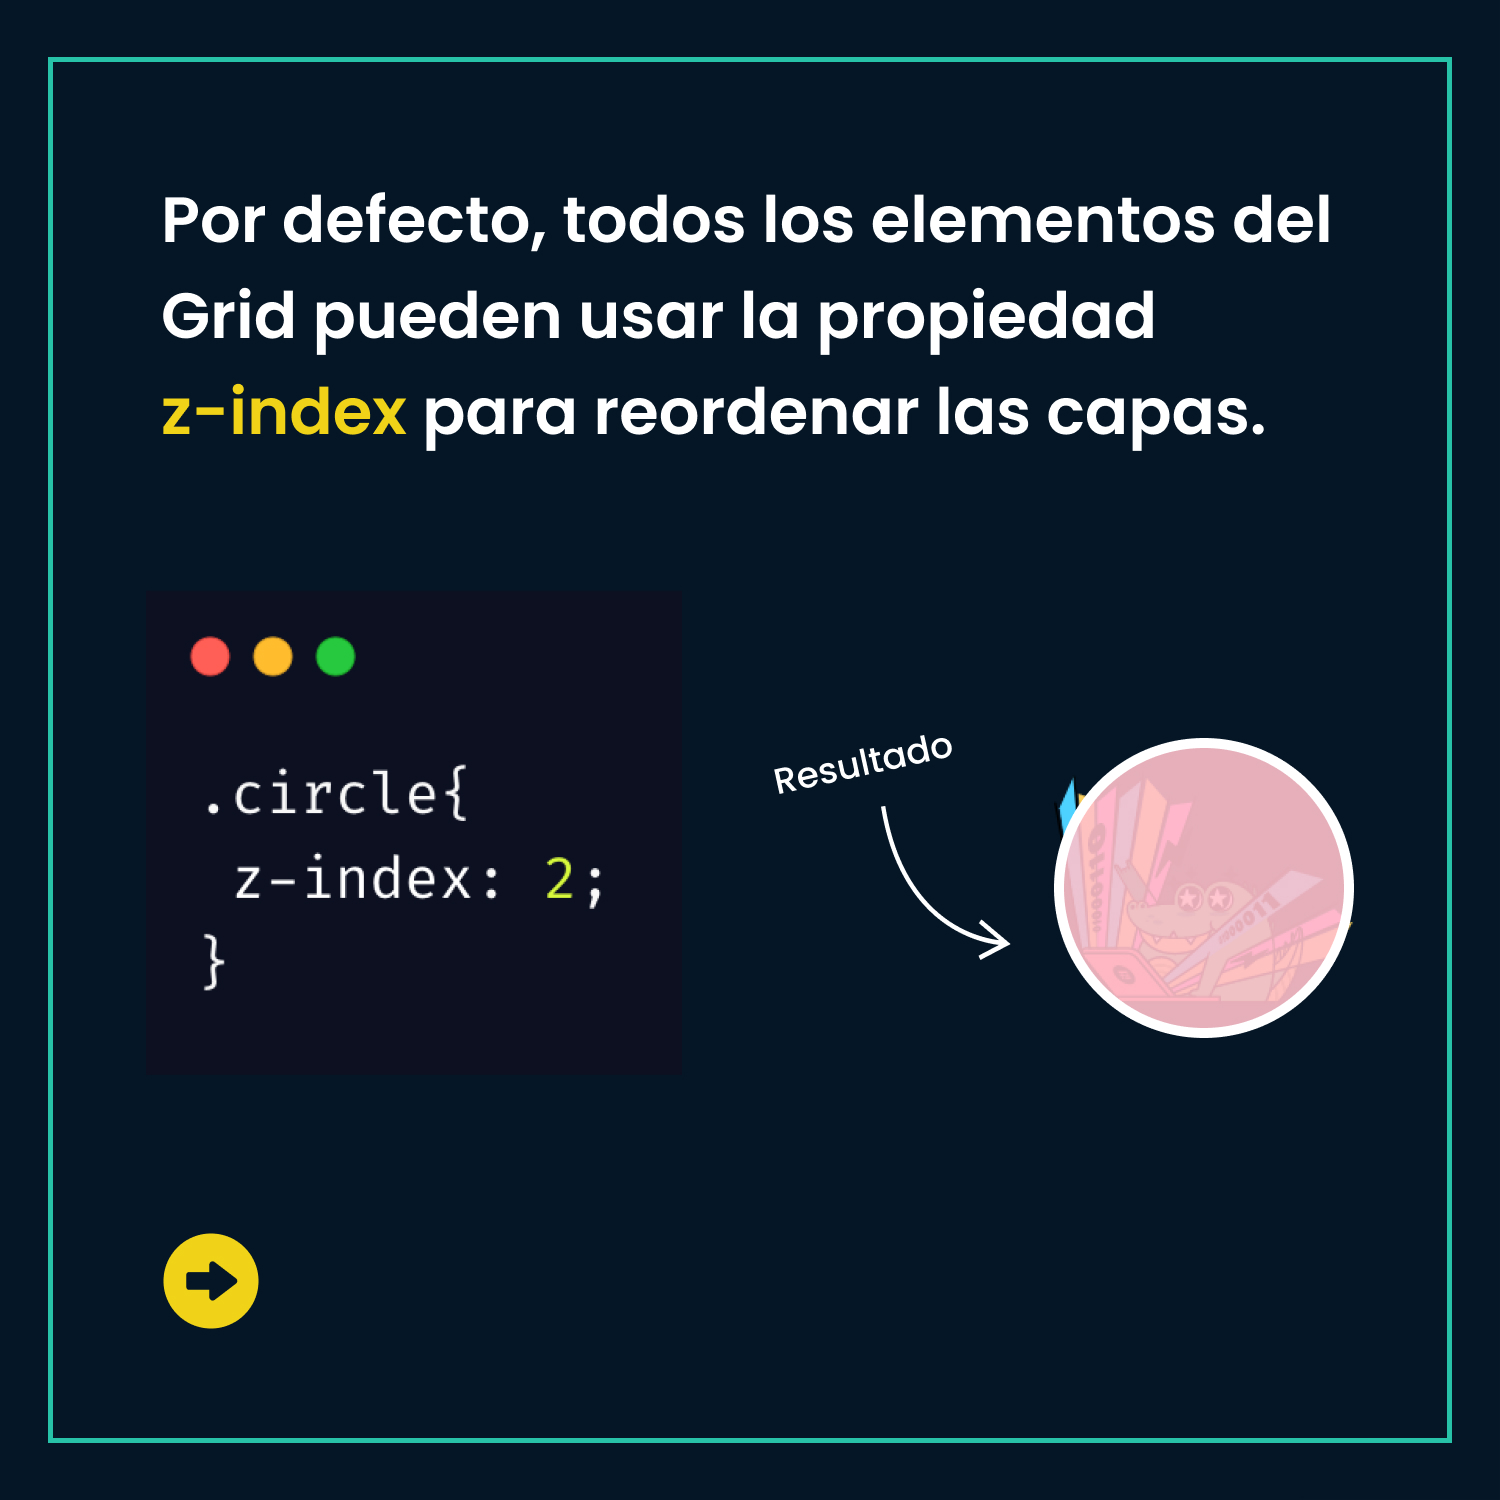 Por defecto, todos los elementos del
Grid pueden usar la propiedad
z-index para reordenar las capas.
.circle{
z-index: 2;
}
Resultado